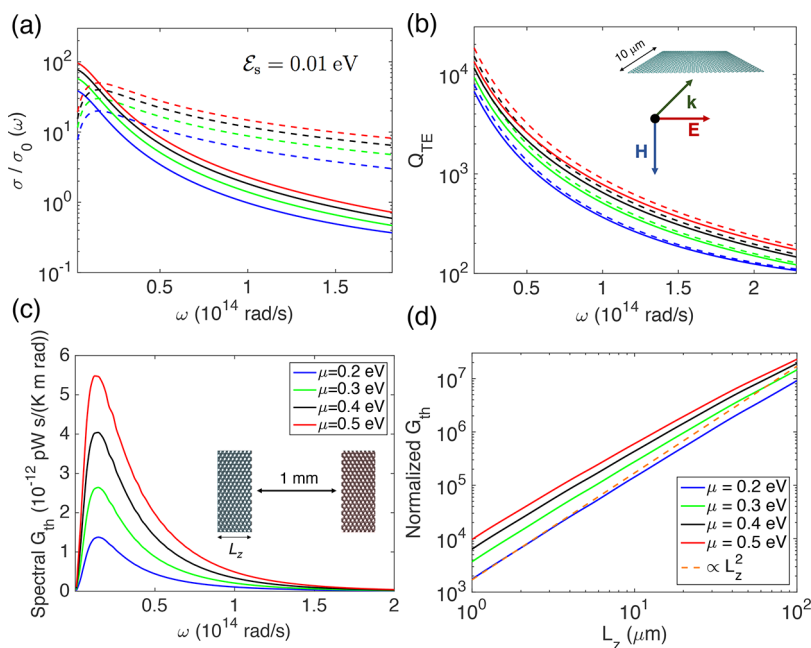 (a)
ℰs = 0.01 eV
10^2
10^1
10^0
10^-1
σ / σ0 (ω)
0.5
1
1.5
ω (10^14 rad/s)
(b)
10 μm
k
E
H
10^4
10^3
10^2
Q_TE
0.5
1
1.5
2
ω (10^14 rad/s)
(c)
6
5
4
3
2
1
0
Spectral G_th (10^-12 pW s/(K m rad))
μ=0.2 eV
μ=0.3 eV
μ=0.4 eV
μ=0.5 eV
1 mm
L_z
0.5
1
1.5
2
ω (10^14 rad/s)
(d)
10^7
10^6
10^5
10^4
10^3
Normalized G_th
μ = 0.2 eV
μ = 0.3 eV
μ = 0.4 eV
μ = 0.5 eV
∝ L_z^2
10^0
10^1
10^2
L_z (μm)